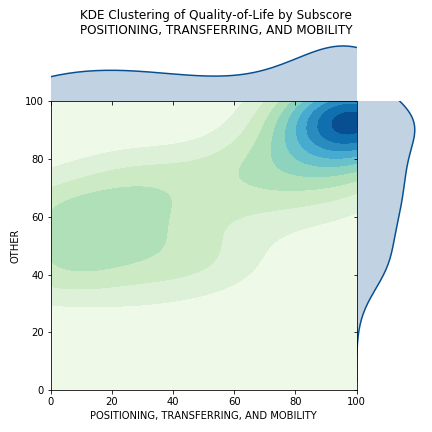 KDE Clustering of Quality-of-Life by Subscore
POSITIONING, TRANSFERRING, AND MOBILITY
100
80
60
40
20
0
OTHER
0 20 40 60 80 100
POSITIONING, TRANSFERRING, AND MOBILITY